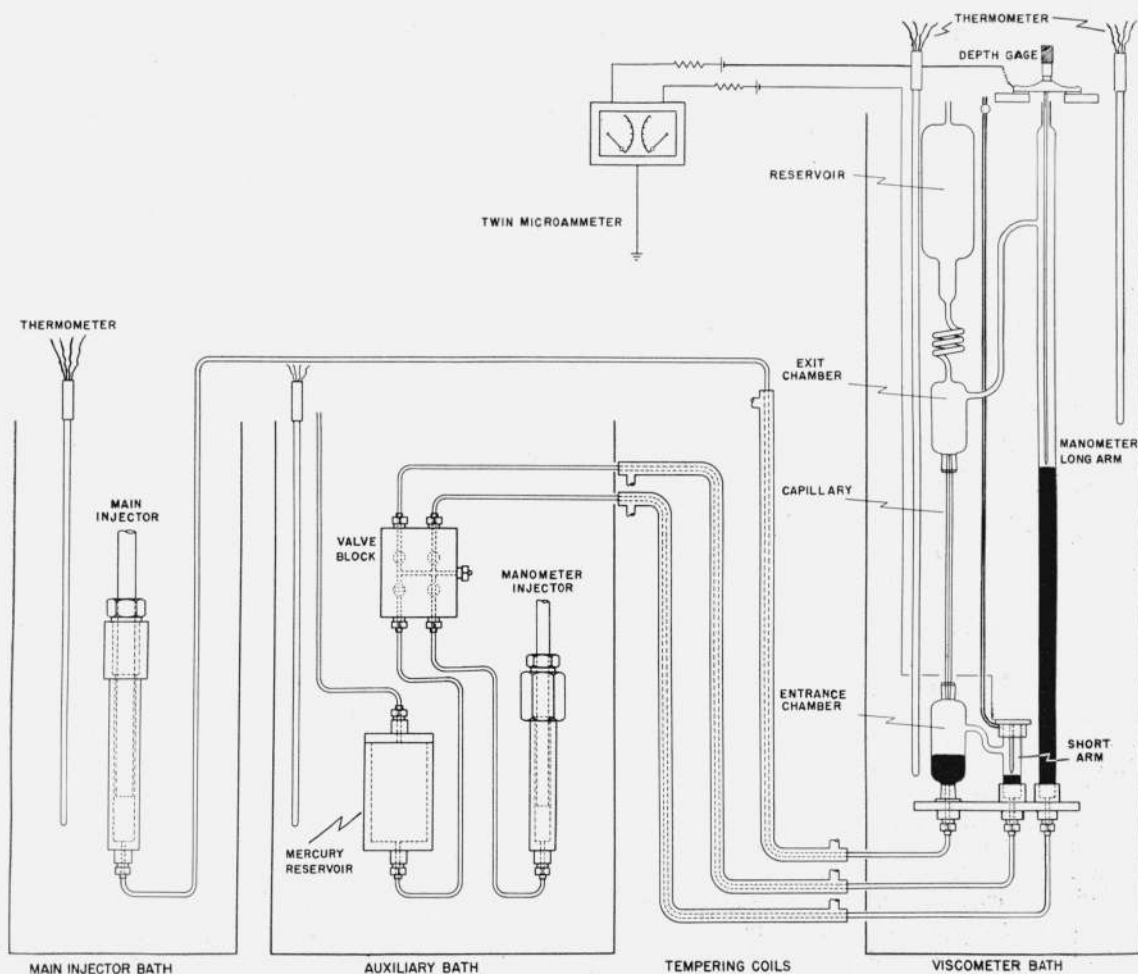 THERMOMETER
DEPTH GAGE
RESERVOIR
TWIN MICROAMMETER
THERMOMETER
EXIT
CHAMBER
MANOMETER
LONG ARM
CAPILLARY
MAIN
INJECTOR
VALVE
BLOCK
MANOMETER
INJECTOR
ENTRANCE
CHAMBER
SHORT
ARM
MERCURY
RESERVOIR
MAIN INJECTOR BATH
AUXILIARY BATH
TEMPERING COILS
VISCOMETER BATH